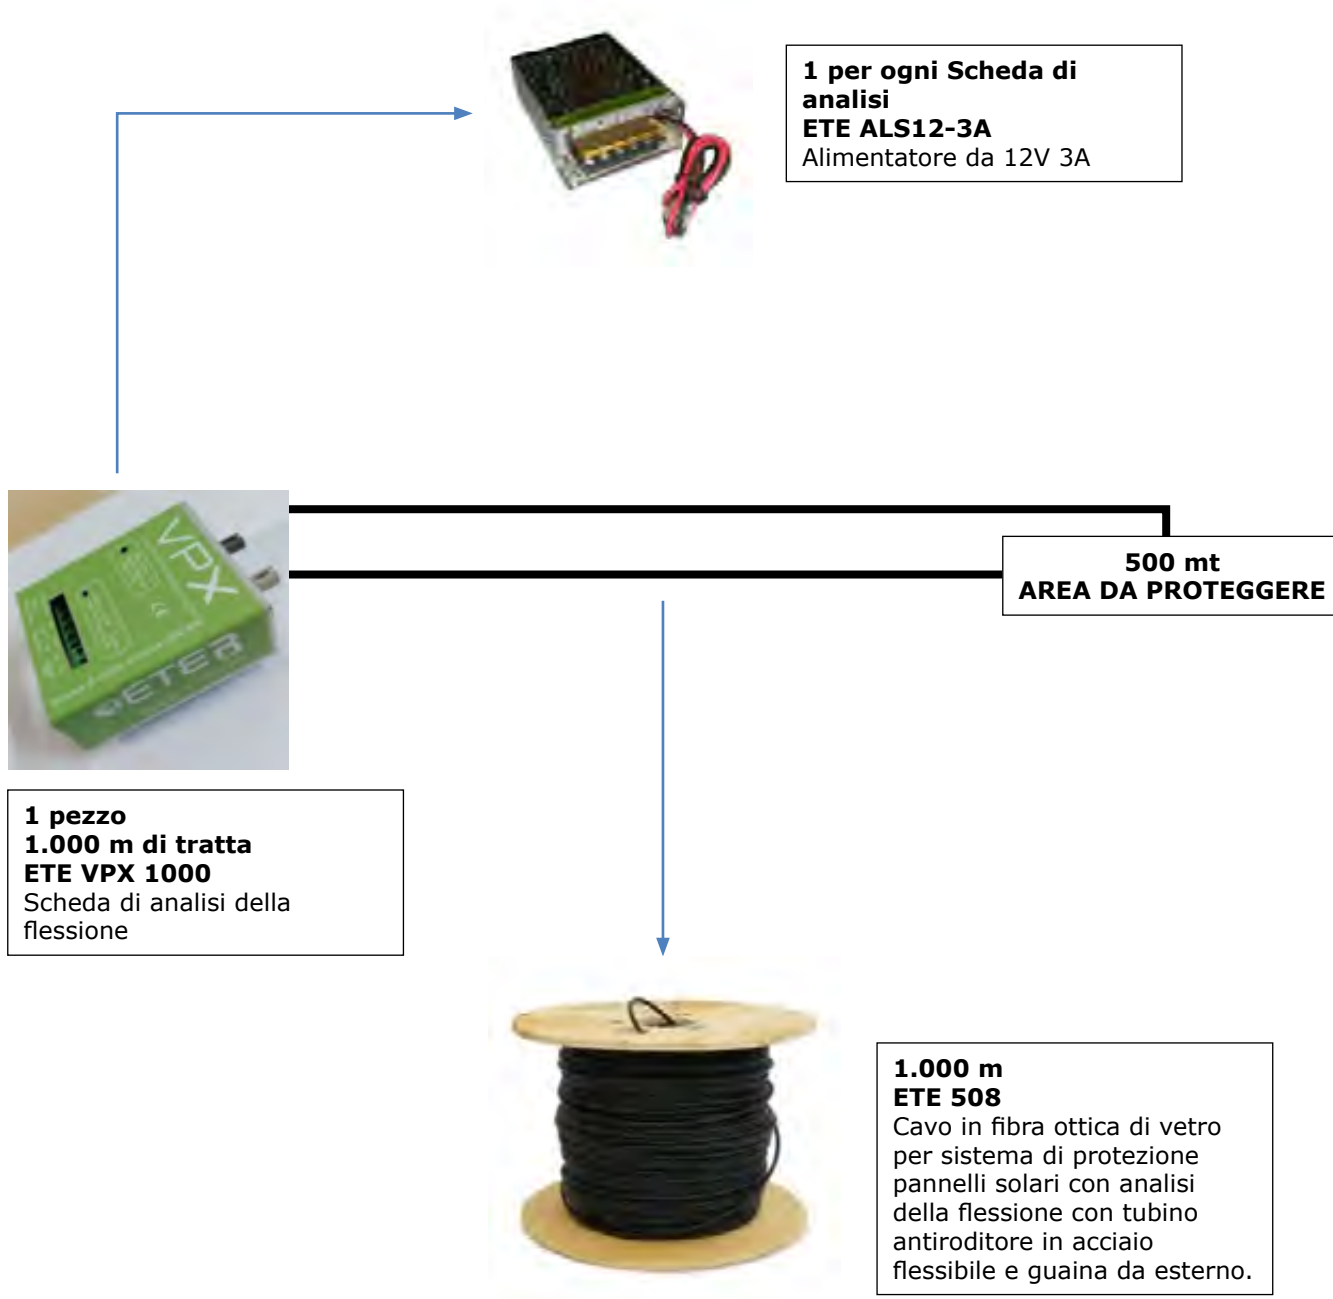 1 per ogni Scheda di
analisi
ETE ALS12-3A
Alimentatore da 12V 3A
VPX
ETER
500 mt
AREA DA PROTEGGERE
1 pezzo
1.000 m di tratta
ETE VPX 1000
Scheda di analisi della
flessione
1.000 m
ETE 508
Cavo in fibra ottica di vetro
per sistema di protezione
pannelli solari con analisi
della flessione con tubino
antiroditore in acciaio
flessibile e guaina da esterno.